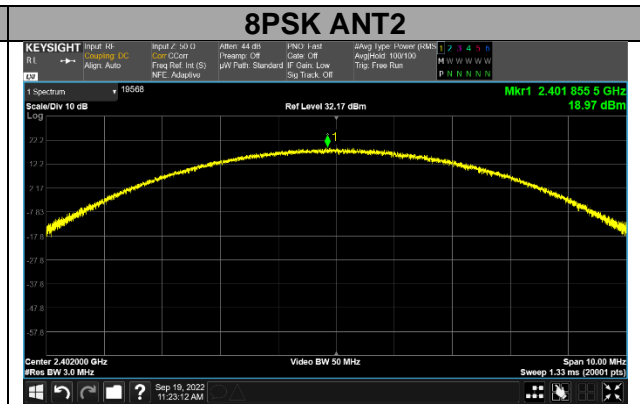 8PSK ANT2
KEYSIGHT
RL
Input: RF
Coupling: DC
Align: Auto
Input Z: 50 Ω
Corr CCorr
Freq Ref: Int (S)
NFE: Adaptive
Atten: 44 dB
Preamp: Off
µW Path: Standard
PNO: Fast
Gate: Off
IF Gain: Low
Sig Track: Off
#Avg Type: Power (RMS
Avg|Hold: 100/100
Trig: Free Run
1 2 3 4 5 6
M W W W W W
P N N N N N
1 Spectrum
19568
Scale/Div 10 dB
Ref Level 32.17 dBm
Mkr1 2.401 855 5 GHz
18.97 dBm
Log
1
22.2
12.2
2.17
-7.83
-17.8
-27.8
-37.8
-47.8
-57.8
Center 2.402000 GHz
#Res BW 3.0 MHz
Video BW 50 MHz
Span 10.00 MHz
Sweep 1.33 ms (20001 pts)
?
Sep 19, 2022
11:23:12 AM